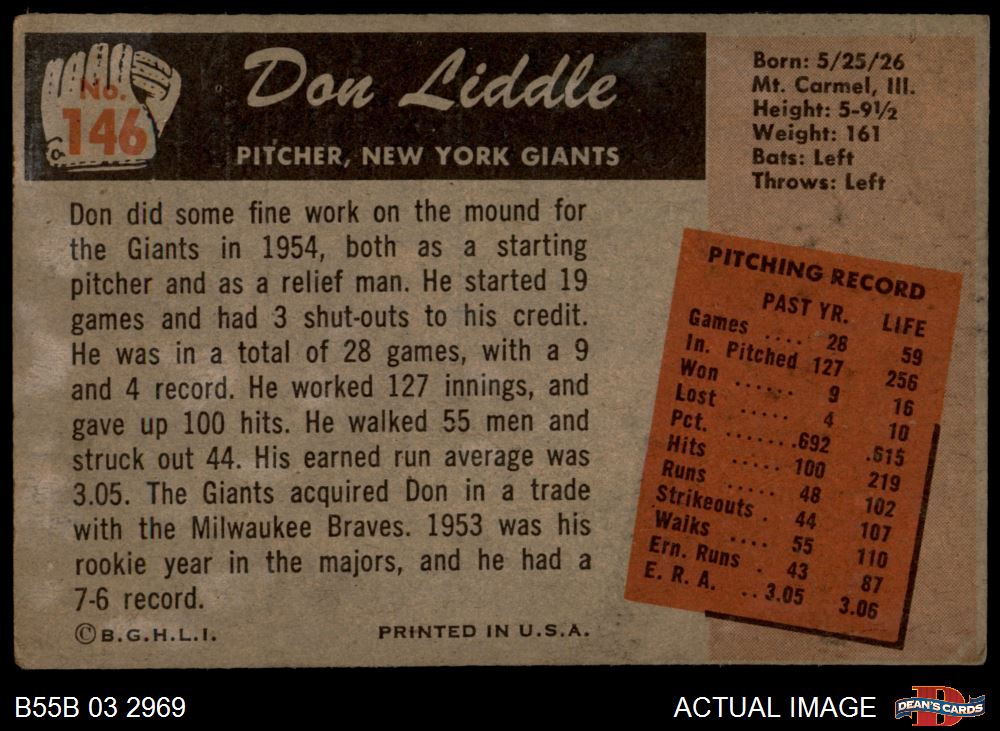 No.
146
Don Liddle
PITCHER, NEW YORK GIANTS
Born: 5/25/26
Mt. Carmel, Ill.
Height: 5-9½
Weight: 161
Bats: Left
Throws: Left
Don did some fine work on the mound for
the Giants in 1954, both as a starting
pitcher and as a relief man. He started 19
games and had 3 shut-outs to his credit.
He was in a total of 28 games, with a 9
and 4 record. He worked 127 innings, and
gave up 100 hits. He walked 55 men and
struck out 44. His earned run average was
3.05. The Giants acquired Don in a trade
with the Milwaukee Braves. 1953 was his
rookie year in the majors, and he had a
7-6 record.
©B.G.H.L.I.
PRINTED IN U.S.A.
PITCHING RECORD
PAST YR. LIFE
Games .... 28 59
In. Pitched 127 256
Won ...... 9 16
Lost ..... 4 10
Pct. ....... .692 .615
Hits ..... 100 219
Runs ..... 48 102
Strikeouts . 44 107
Walks .... 55 110
Ern. Runs . 43 87
E. R. A. .. 3.05 3.06
B55B 03 2969
ACTUAL IMAGE
DEAN'S CARDS